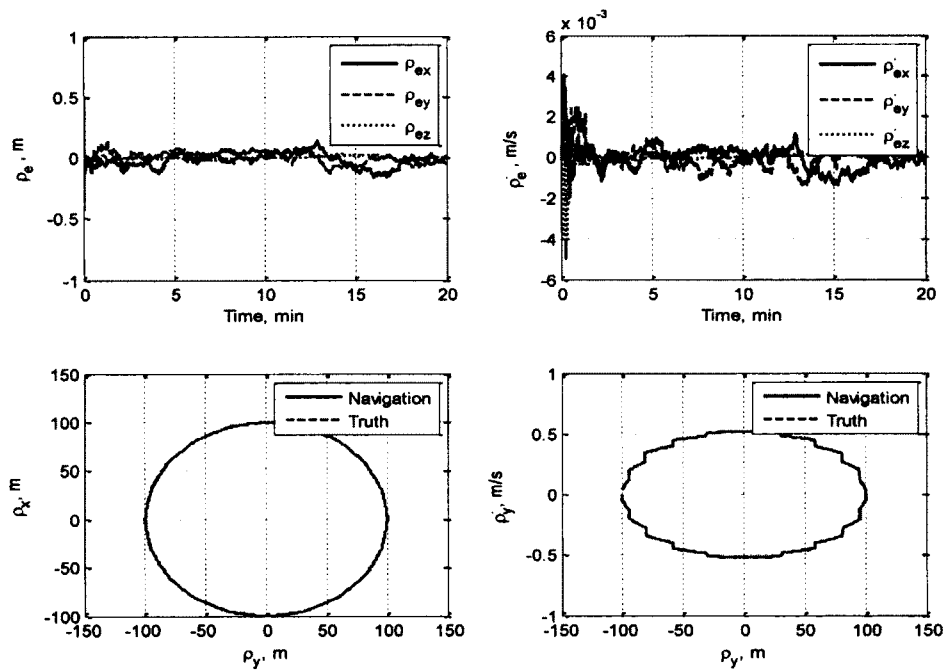 1
0.5
0
-0.5
-1
ρe, m
ρex
ρey
ρez
0 5 10 15 20
Time, min
x 10-3
6
4
2
0
-2
-4
-6
ρ̇e, m/s
ρ̇ex
ρ̇ey
ρ̇ez
0 5 10 15 20
Time, min
150
100
50
0
-50
-100
ρx, m
Navigation
Truth
-150 -100 -50 0 50 100 150
ρy, m
1
0.5
0
-0.5
-1
ρ̇y, m/s
Navigation
Truth
-150 -100 -50 0 50 100 150
ρy, m